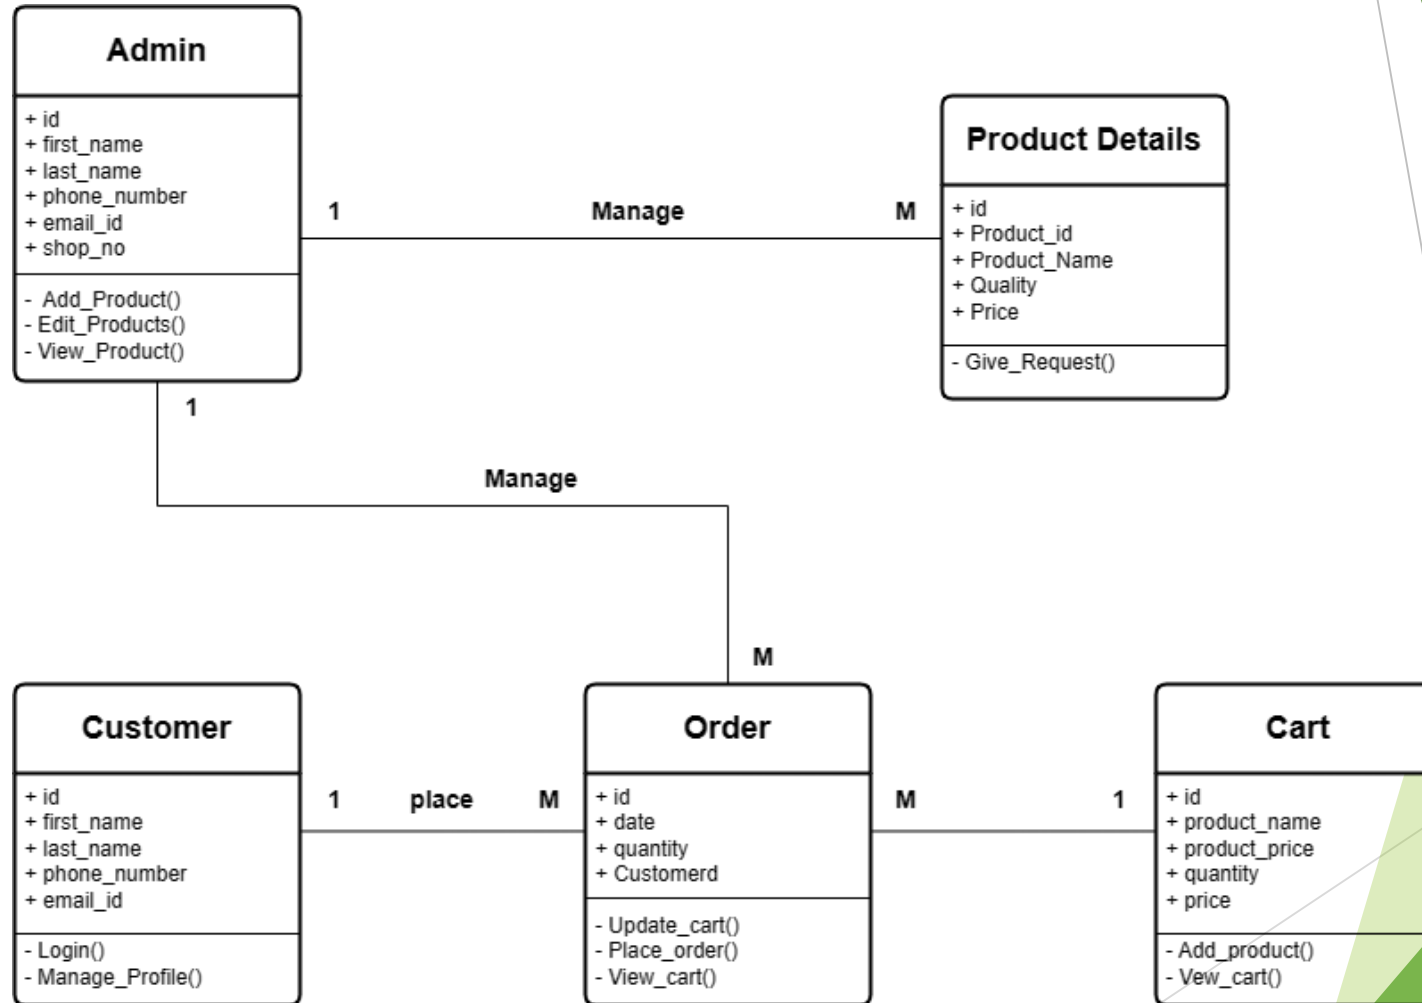 Admin
+ id
+ first_name
+ last_name
+ phone_number
+ email_id
+ shop_no
- Add_Product()
- Edit_Products()
- View_Product()
1
Manage
M
Product Details
+ id
+ Product_id
+ Product_Name
+ Quality
+ Price
- Give_Request()
1
Manage
M
Customer
+ id
+ first_name
+ last_name
+ phone_number
+ email_id
- Login()
- Manage_Profile()
1
place
M
Order
+ id
+ date
+ quantity
+ Customerd
- Update_cart()
- Place_order()
- View_cart()
M
1
Cart
+ id
+ product_name
+ product_price
+ quantity
+ price
- Add_product()
- Vew_cart()